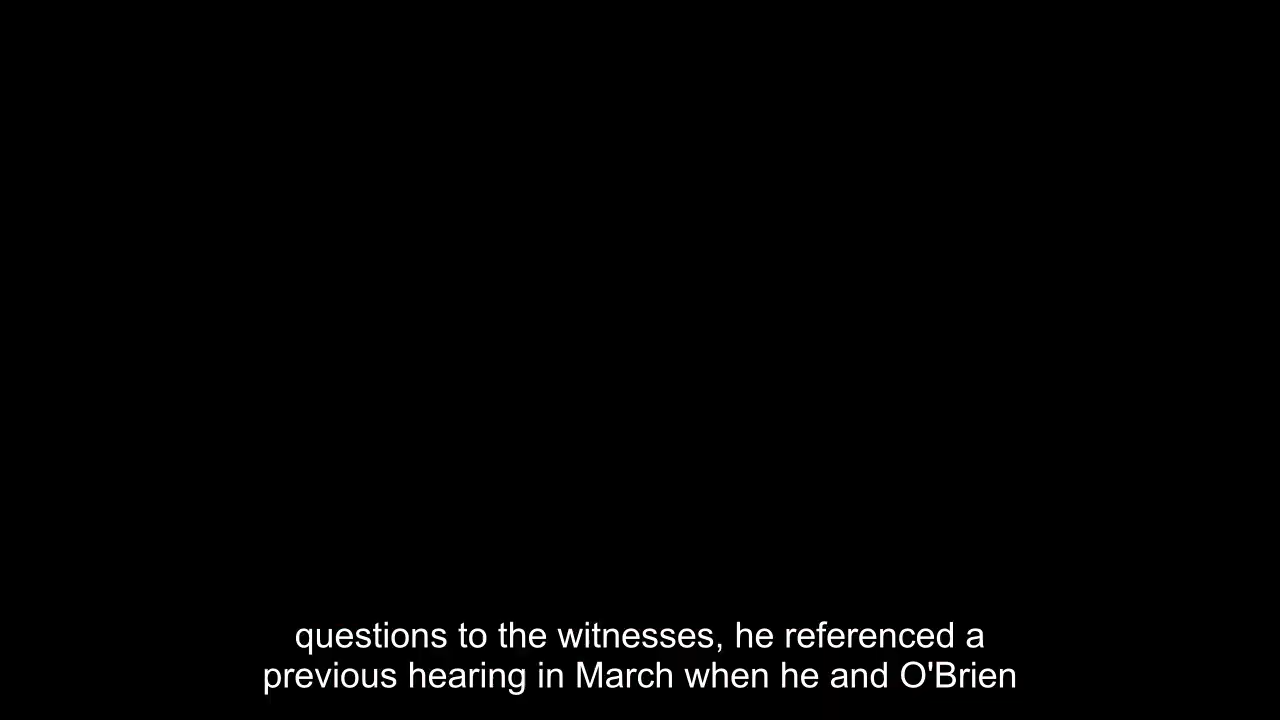 questions to the witnesses, he referenced a
previous hearing in March when he and O'Brien